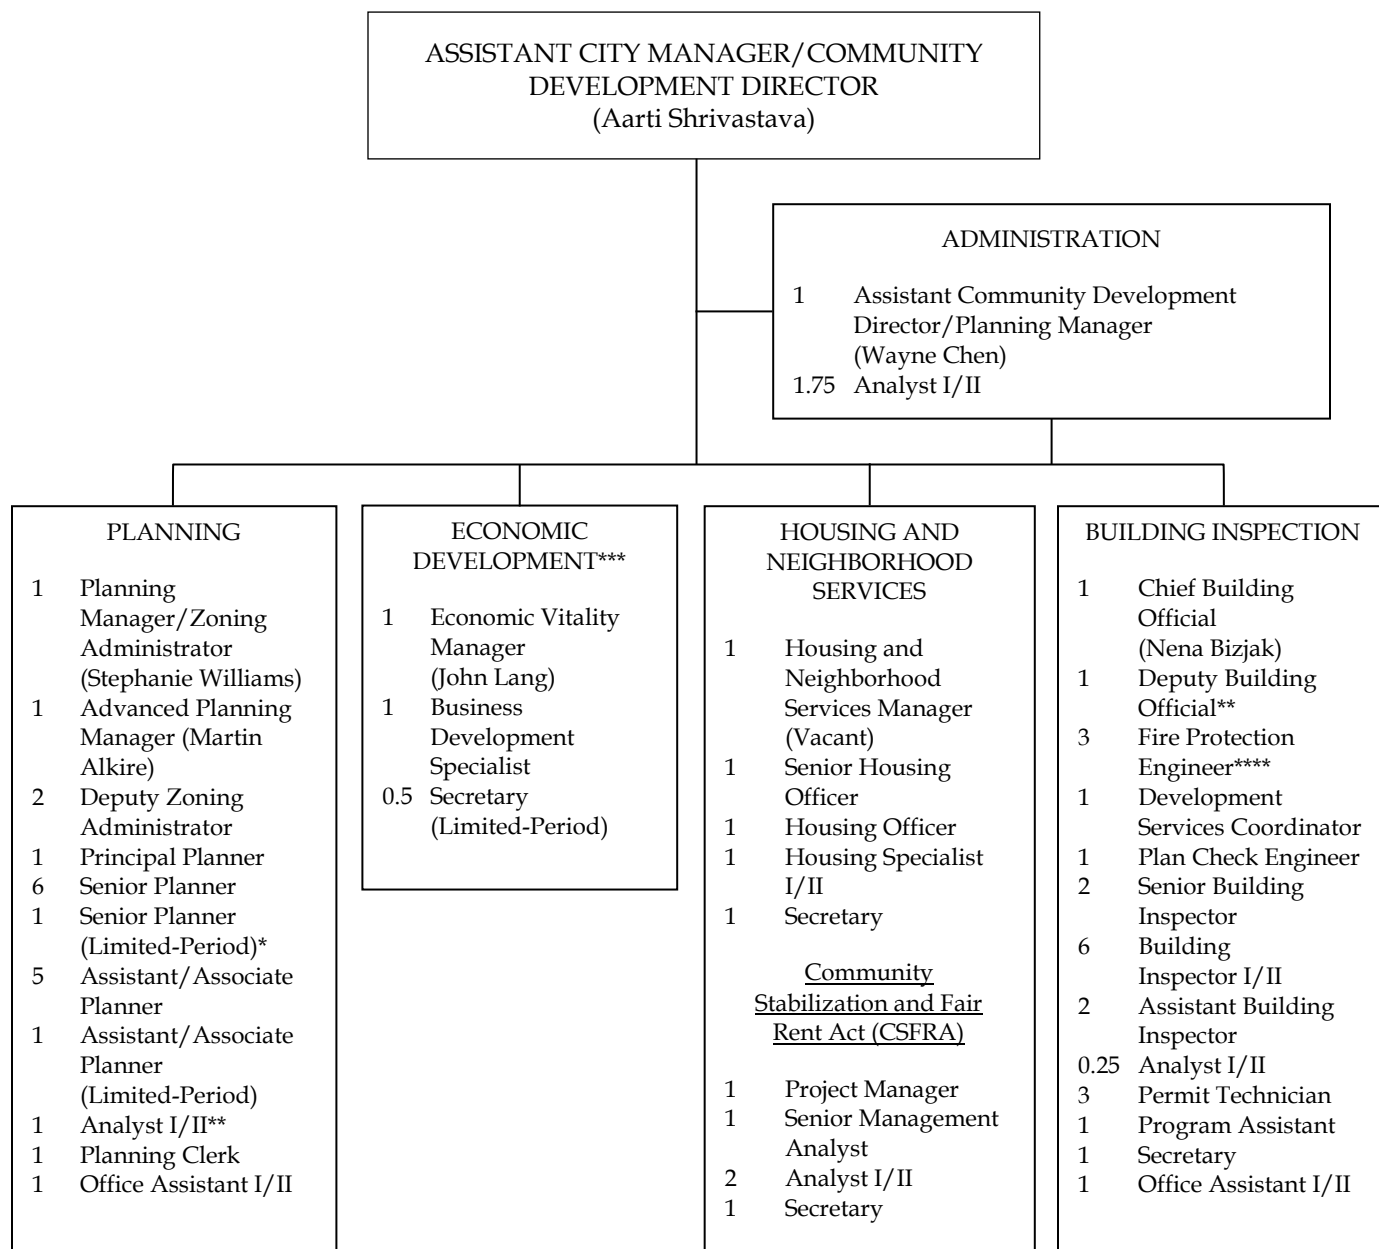 ASSISTANT CITY MANAGER/COMMUNITY
DEVELOPMENT DIRECTOR
(Aarti Shrivastava)
ADMINISTRATION
1 Assistant Community Development
Director/Planning Manager
(Wayne Chen)
1.75 Analyst I/II
PLANNING
1 Planning
Manager/Zoning
Administrator
(Stephanie Williams)
1 Advanced Planning
Manager (Martin
Alkire)
2 Deputy Zoning
Administrator
1 Principal Planner
6 Senior Planner
1 Senior Planner
(Limited-Period)*
5 Assistant/Associate
Planner
1 Assistant/Associate
Planner
(Limited-Period)
1 Analyst I/II**
1 Planning Clerk
1 Office Assistant I/II
ECONOMIC
DEVELOPMENT***
1 Economic Vitality
Manager
(John Lang)
1 Business
Development
Specialist
0.5 Secretary
(Limited-Period)
HOUSING AND
NEIGHBORHOOD
SERVICES
1 Housing and
Neighborhood
Services Manager
(Vacant)
1 Senior Housing
Officer
1 Housing Officer
1 Housing Specialist
I/II
1 Secretary
Community
Stabilization and Fair
Rent Act (CSFRA)
1 Project Manager
1 Senior Management
Analyst
2 Analyst I/II
1 Secretary
BUILDING INSPECTION
1 Chief Building
Official
(Nena Bizjak)
1 Deputy Building
Official**
3 Fire Protection
Engineer****
1 Development
Services Coordinator
1 Plan Check Engineer
2 Senior Building
Inspector
6 Building
Inspector I/II
2 Assistant Building
Inspector
0.25 Analyst I/II
3 Permit Technician
1 Program Assistant
1 Secretary
1 Office Assistant I/II